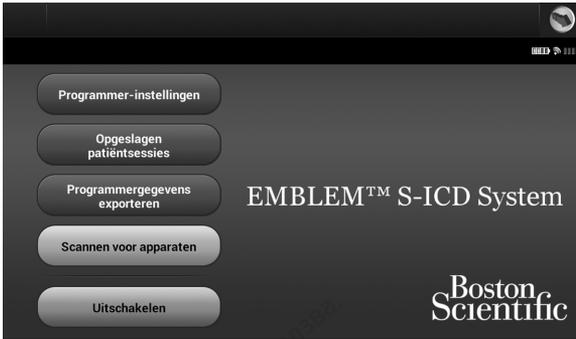 Programmer-instellingen
Opgeslagen
patiëntsessies
Programmergegevens
exporteren
EMBLEM™ S-ICD System
Scannen voor apparaten
Uitschakelen
Boston
Scientific